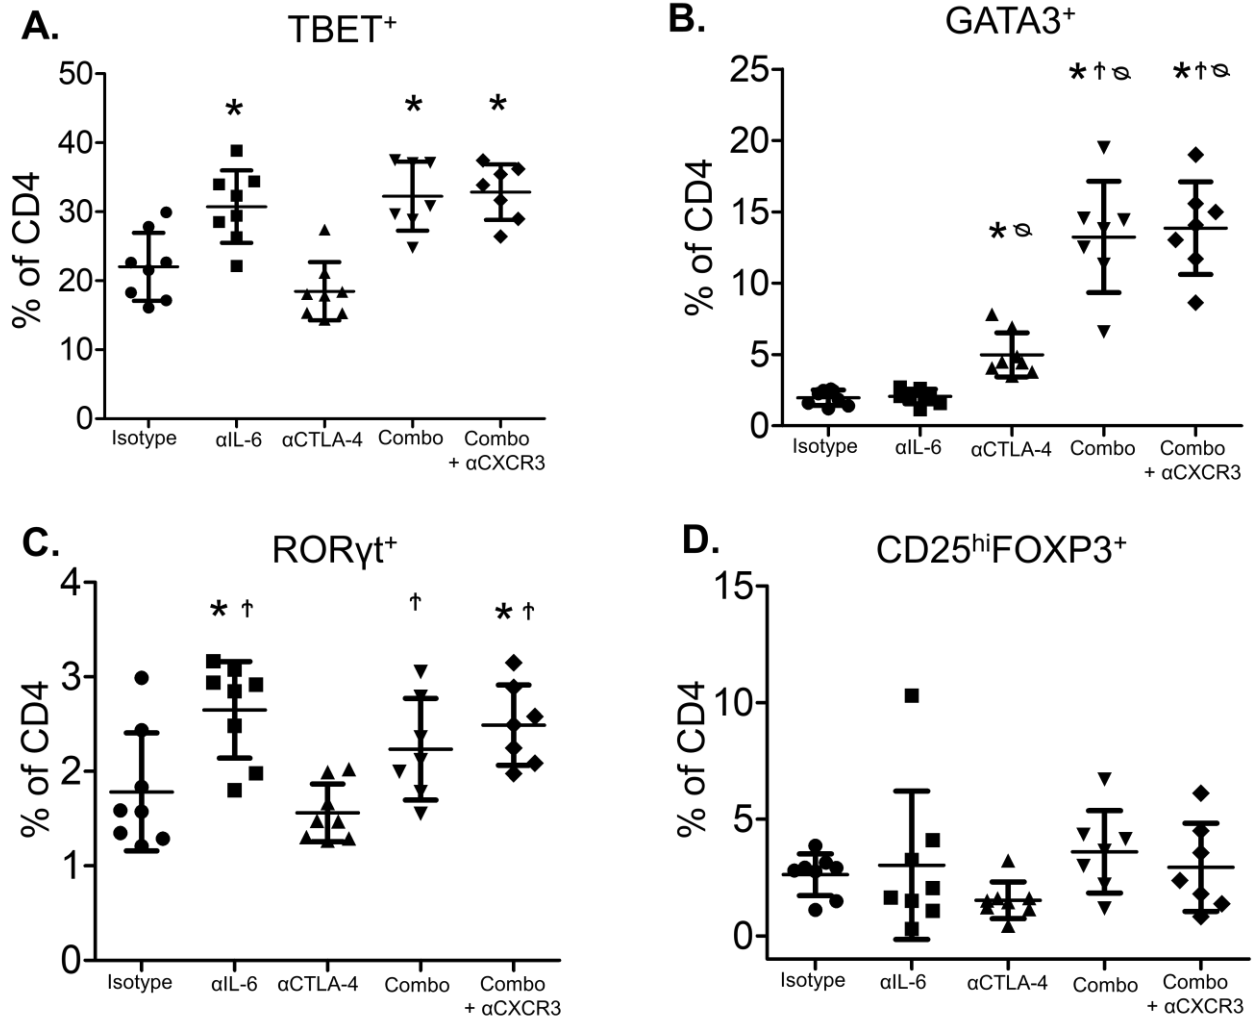 A.
TBET⁺
50
40
30
20
10
0
% of CD4
* * *
Isotype αIL-6 αCTLA-4 Combo Combo
+ αCXCR3
B.
GATA3⁺
25
20
15
10
5
0
% of CD4
*†⌀ *†⌀
*⌀
Isotype αIL-6 αCTLA-4 Combo Combo
+ αCXCR3
C.
RORγt⁺
4
3
2
1
0
% of CD4
*† † *†
Isotype αIL-6 αCTLA-4 Combo Combo
+ αCXCR3
D.
CD25ʰⁱFOXP3⁺
15
10
5
0
% of CD4
Isotype αIL-6 αCTLA-4 Combo Combo
+ αCXCR3